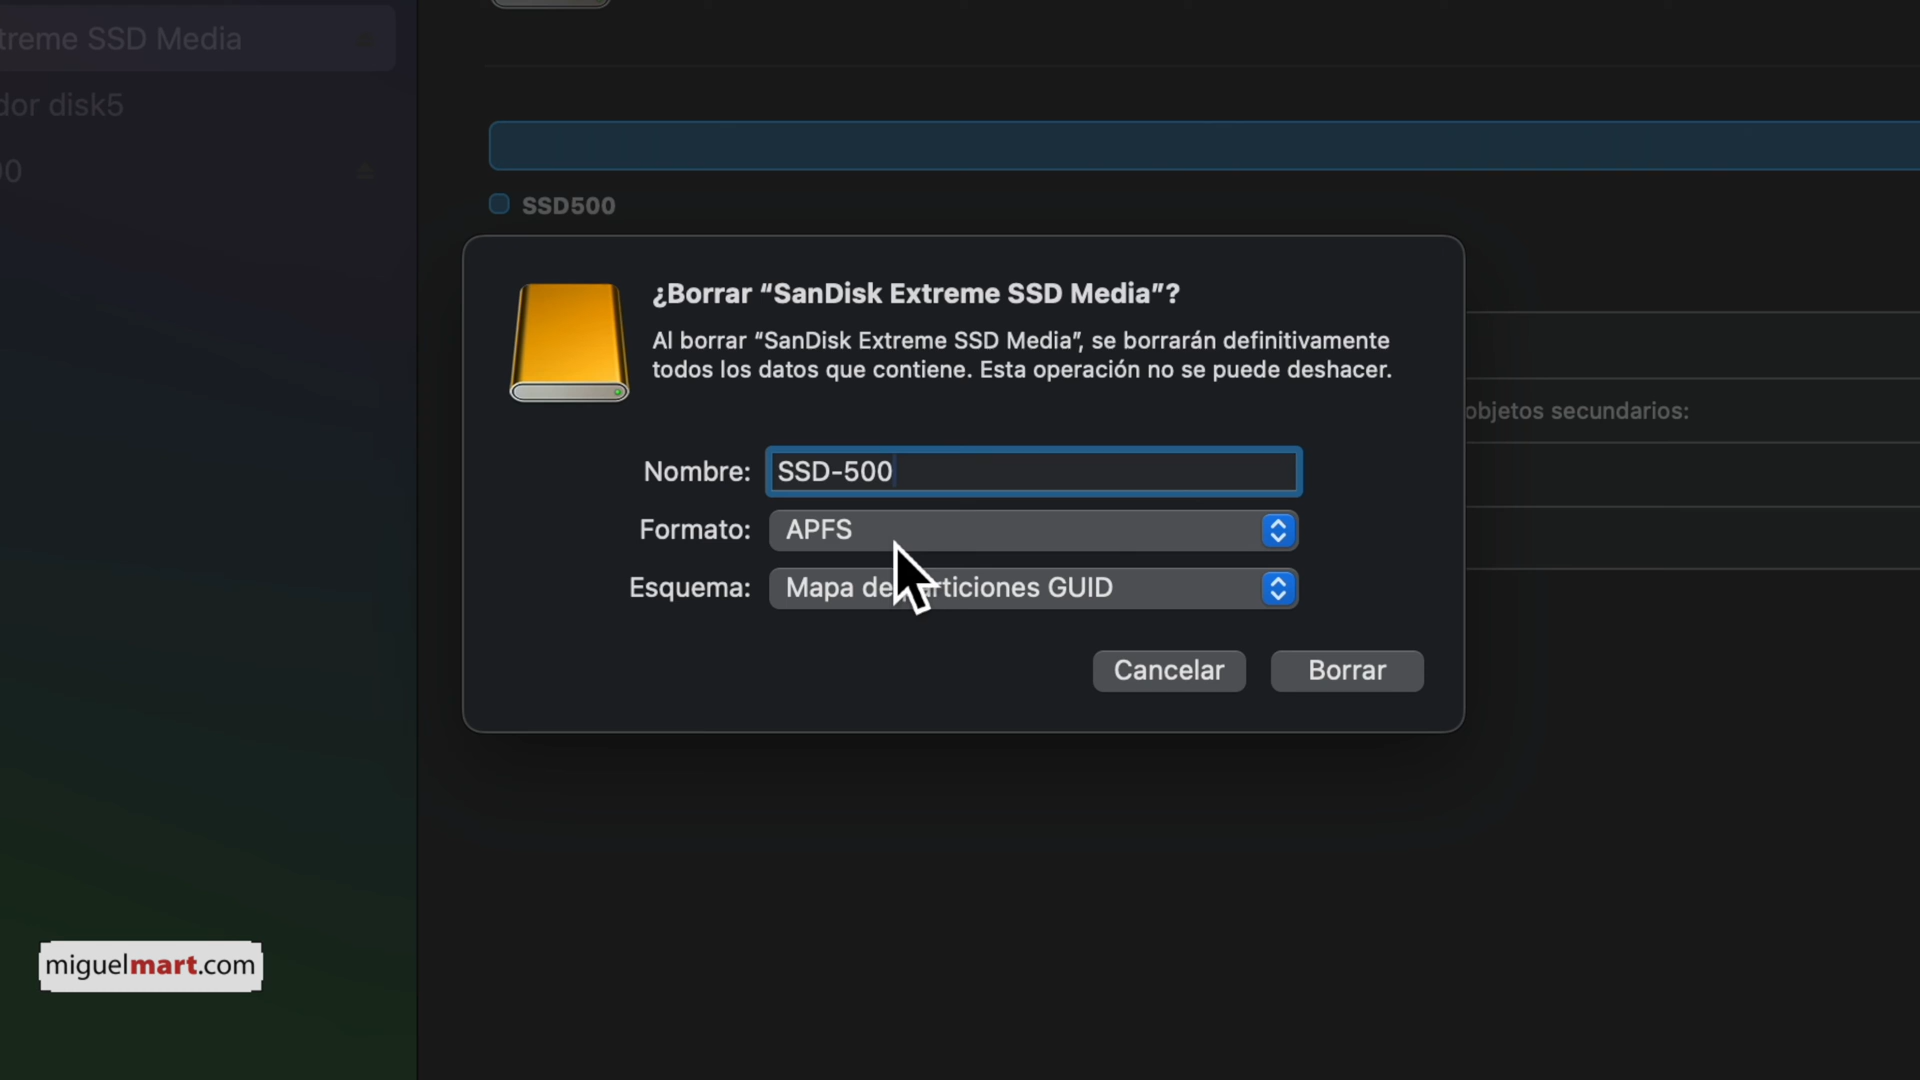 treme SSD Media
dor disk5
00
SSD500
¿Borrar “SanDisk Extreme SSD Media”?
Al borrar “SanDisk Extreme SSD Media”, se borrarán definitivamente
todos los datos que contiene. Esta operación no se puede deshacer.
objetos secundarios:
Nombre: SSD-500
Formato: APFS
Esquema: Mapa de particiones GUID
Cancelar Borrar
miguelmart.com